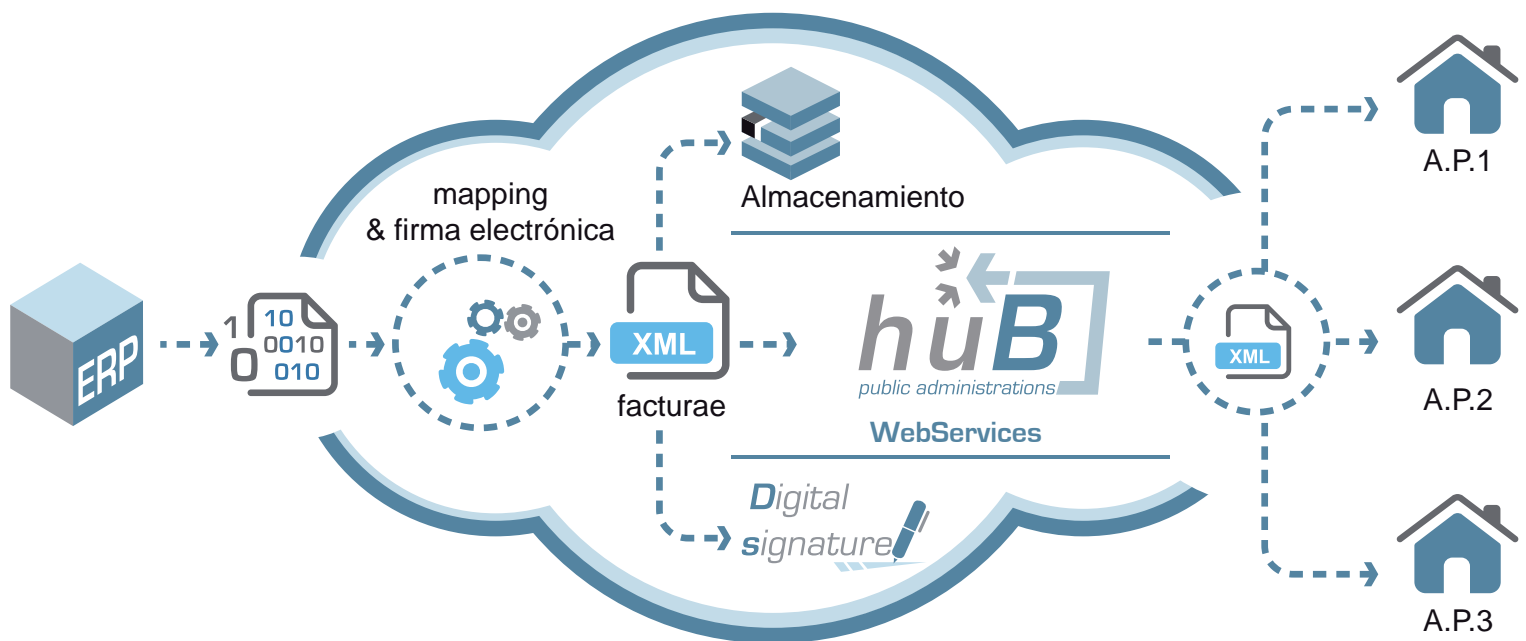 ERP
1
0
10
0010
010
mapping
& firma electrónica
XML
facturae
Almacenamiento
huB
public administrations
WebServices
Digital
signature
XML
A.P.1
A.P.2
A.P.3